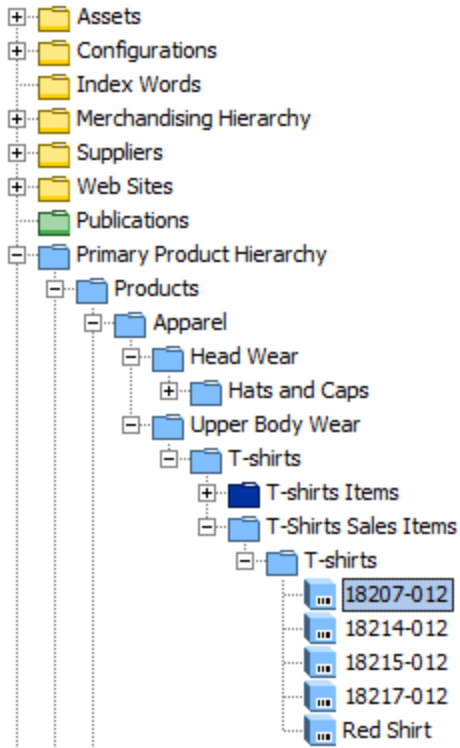 Assets
Configurations
Index Words
Merchandising Hierarchy
Suppliers
Web Sites
Publications
Primary Product Hierarchy
Products
Apparel
Head Wear
Hats and Caps
Upper Body Wear
T-shirts
T-shirts Items
T-Shirts Sales Items
T-shirts
18207-012
18214-012
18215-012
18217-012
Red Shirt